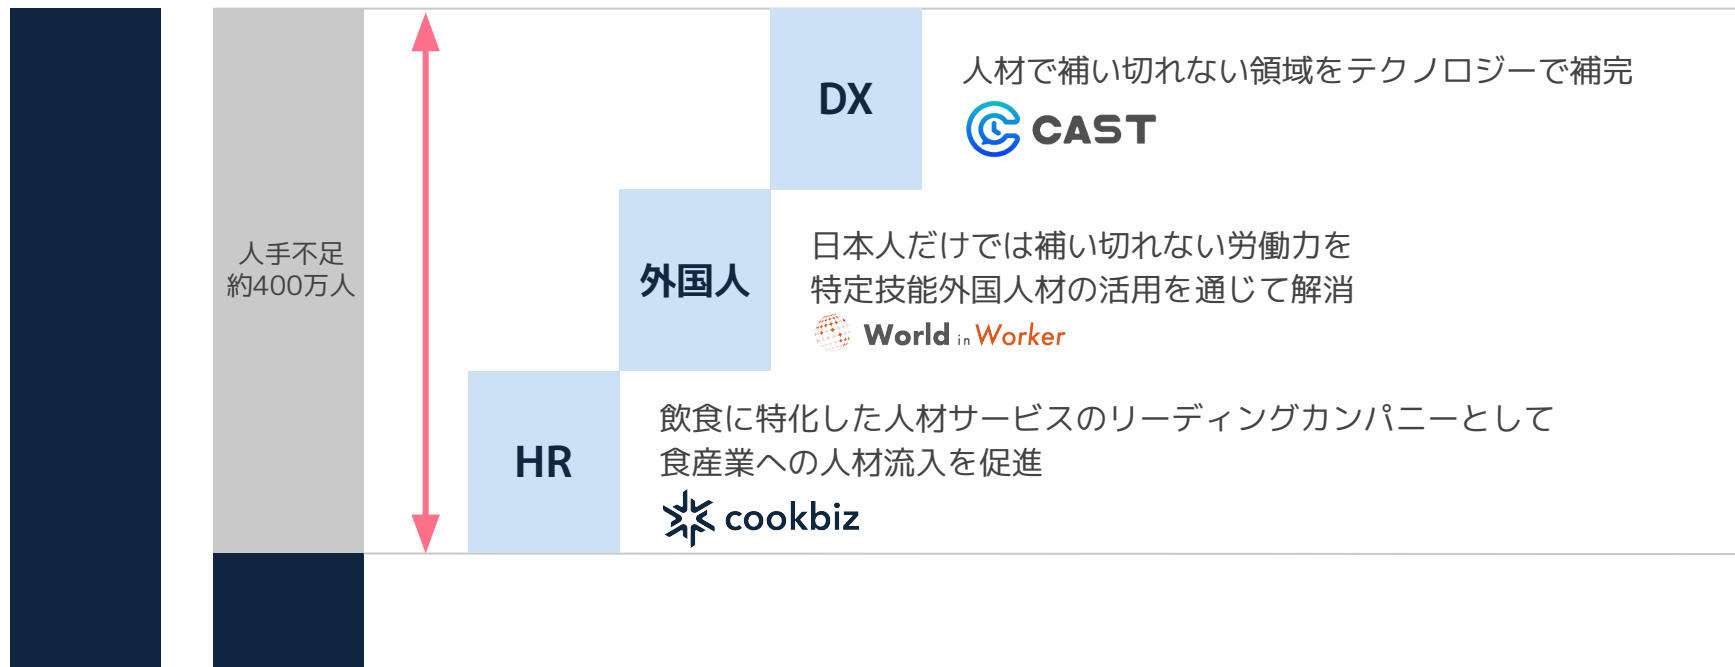 人手不足
約400万人
DX
人材で補い切れない領域をテクノロジーで補完
CAST
外国人
日本人だけでは補い切れない労働力を
特定技能外国人材の活用を通じて解消
World in Worker
HR
飲食に特化した人材サービスのリーディングカンパニーとして
食産業への人材流入を促進
cookbiz